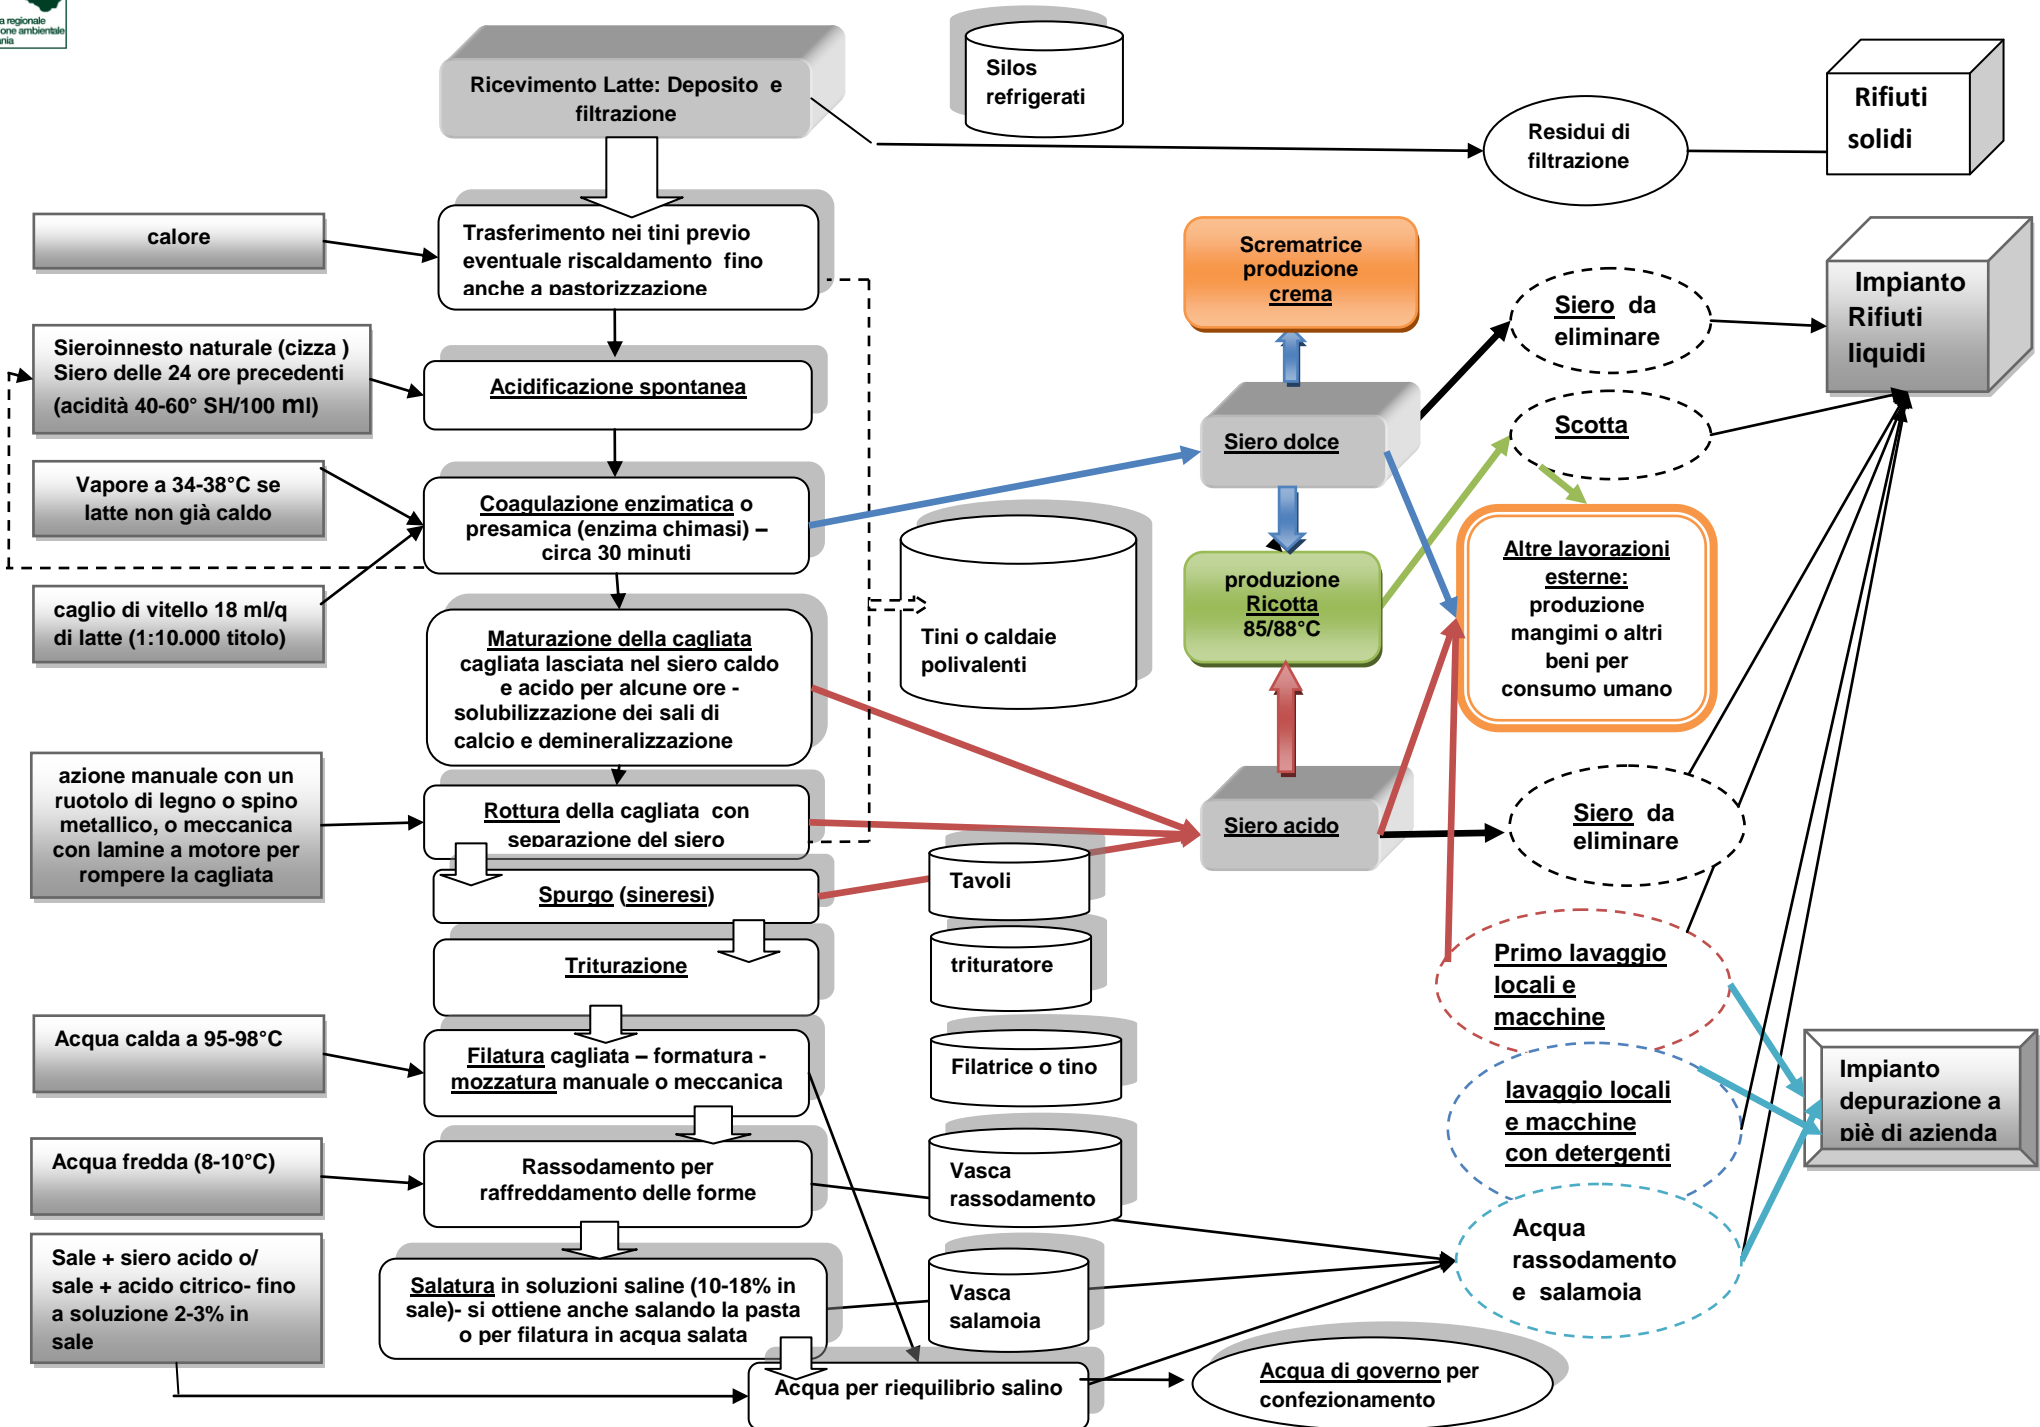 a regionale
one ambientale
nia
Ricevimento Latte: Deposito e
filtrazione
Silos
refrigerati
Residui di
filtrazione
Rifiuti
solidi
calore
Trasferimento nei tini previo
eventuale riscaldamento fino
anche a pastorizzazione
Scrematrice
produzione
crema
Siero da
eliminare
Impianto
Rifiuti
liquidi
Sieroinnesto naturale (cizza )
Siero delle 24 ore precedenti
(acidità 40-60° SH/100 ml)
Acidificazione spontanea
Siero dolce
Scotta
Vapore a 34-38°C se
latte non già caldo
Coagulazione enzimatica o
presamica (enzima chimasi) –
circa 30 minuti
caglio di vitello 18 ml/q
di latte (1:10.000 titolo)
Tini o caldaie
polivalenti
produzione
Ricotta
85/88°C
Altre lavorazioni
esterne:
produzione
mangimi o altri
beni per
consumo umano
Maturazione della cagliata
cagliata lasciata nel siero caldo
e acido per alcune ore -
solubilizzazione dei sali di
calcio e demineralizzazione
azione manuale con un
ruotolo di legno o spino
metallico, o meccanica
con lamine a motore per
rompere la cagliata
Rottura della cagliata con
separazione del siero
Siero acido
Siero da
eliminare
Spurgo (sineresi)
Tavoli
Triturazione
trituratore
Primo lavaggio
locali e
macchine
Acqua calda a 95-98°C
Filatura cagliata – formatura -
mozzatura manuale o meccanica
Filatrice o tino
lavaggio locali
e macchine
con detergenti
Impianto
depurazione a
piè di azienda
Acqua fredda (8-10°C)
Rassodamento per
raffreddamento delle forme
Vasca
rassodamento
Acqua
rassodamento
e salamoia
Sale + siero acido o/
sale + acido citrico- fino
a soluzione 2-3% in
sale
Salatura in soluzioni saline (10-18% in
sale)- si ottiene anche salando la pasta
o per filatura in acqua salata
Vasca
salamoia
Acqua per riequilibrio salino
Acqua di governo per
confezionamento